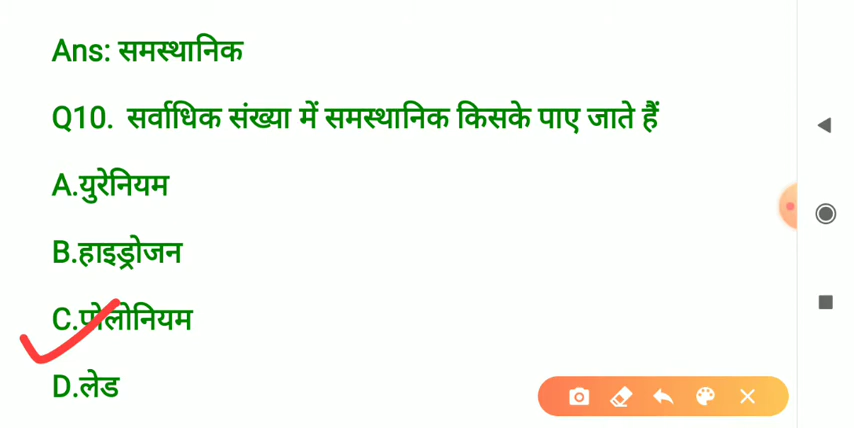 Ans: समस्थानिक
Q10. सर्वाधिक संख्या में समस्थानिक किसके पाए जाते हैं
A.युरेनियम
B.हाइड्रोजन
C.पोलोनियम
D.लेड